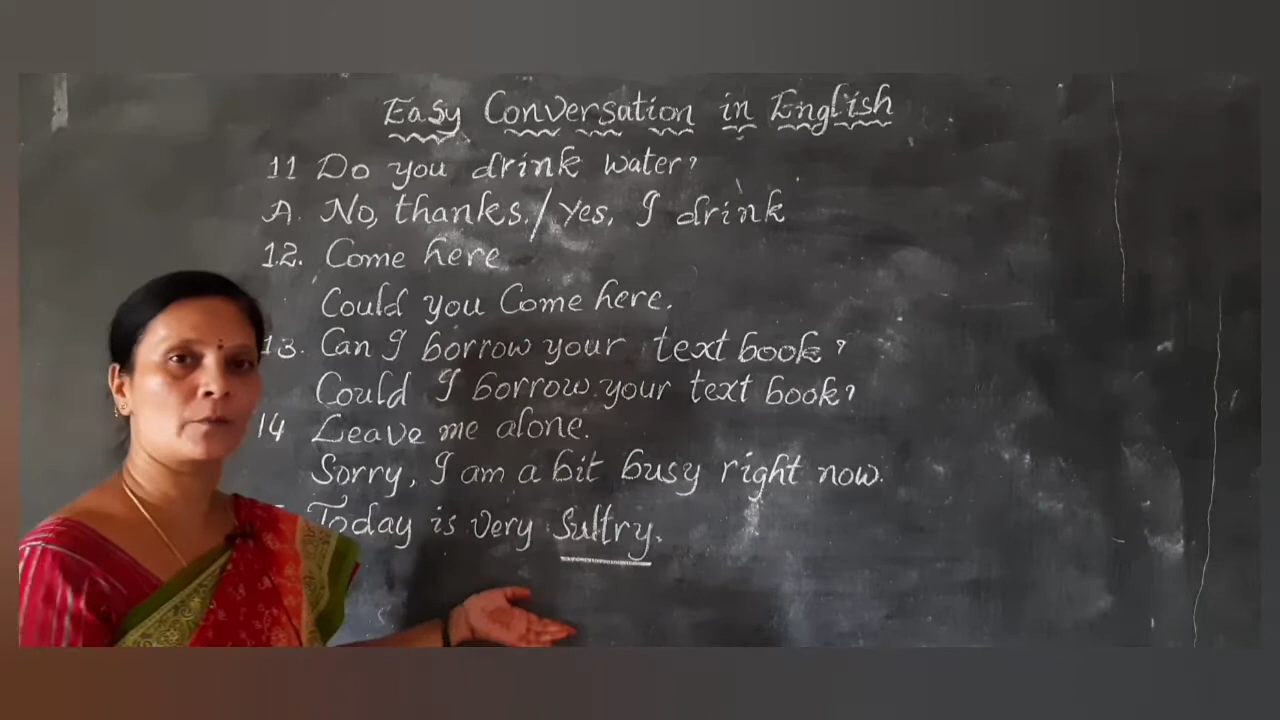 Easy Conversation in English
11 Do you drink water?
A. No, thanks./Yes, I drink
12. Come here
Could you Come here.
13. Can I borrow your text book?
Could I borrow your text book?
14 Leave me alone.
Sorry, I am a bit busy right now.
Today is very Sultry.